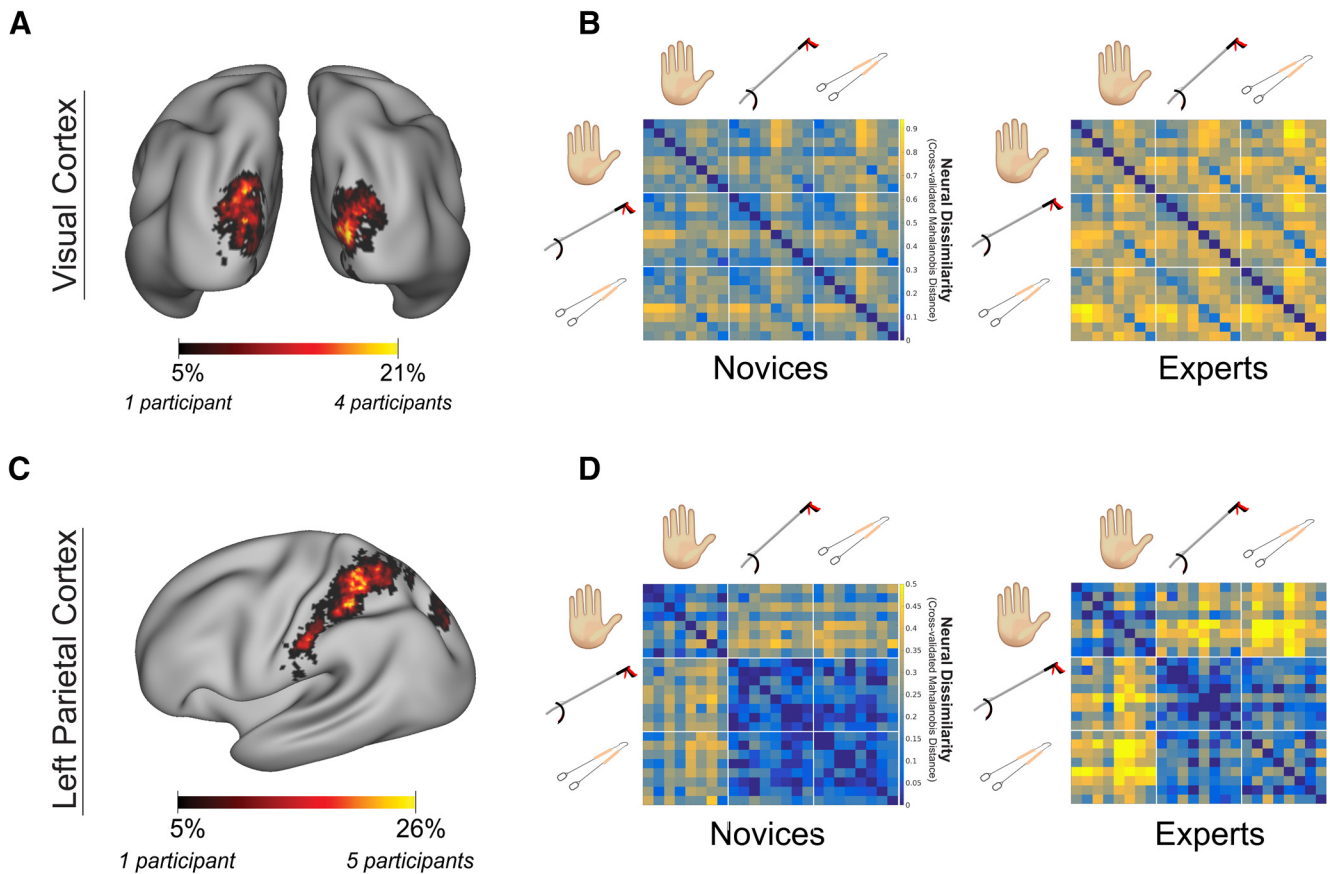 A
B
Visual Cortex
5%
21%
1 participant
4 participants
0.9
0.8
0.7
0.6
0.5
0.4
0.3
0.2
0.1
0
Neural Dissimilarity
(Cross-validated Mahalanobis Distance)
Novices
Experts
C
D
Left Parietal Cortex
5%
26%
1 participant
5 participants
0.5
0.45
0.4
0.35
0.3
0.25
0.2
0.15
0.1
0.05
0
Neural Dissimilarity
(Cross-validated Mahalanobis Distance)
Novices
Experts